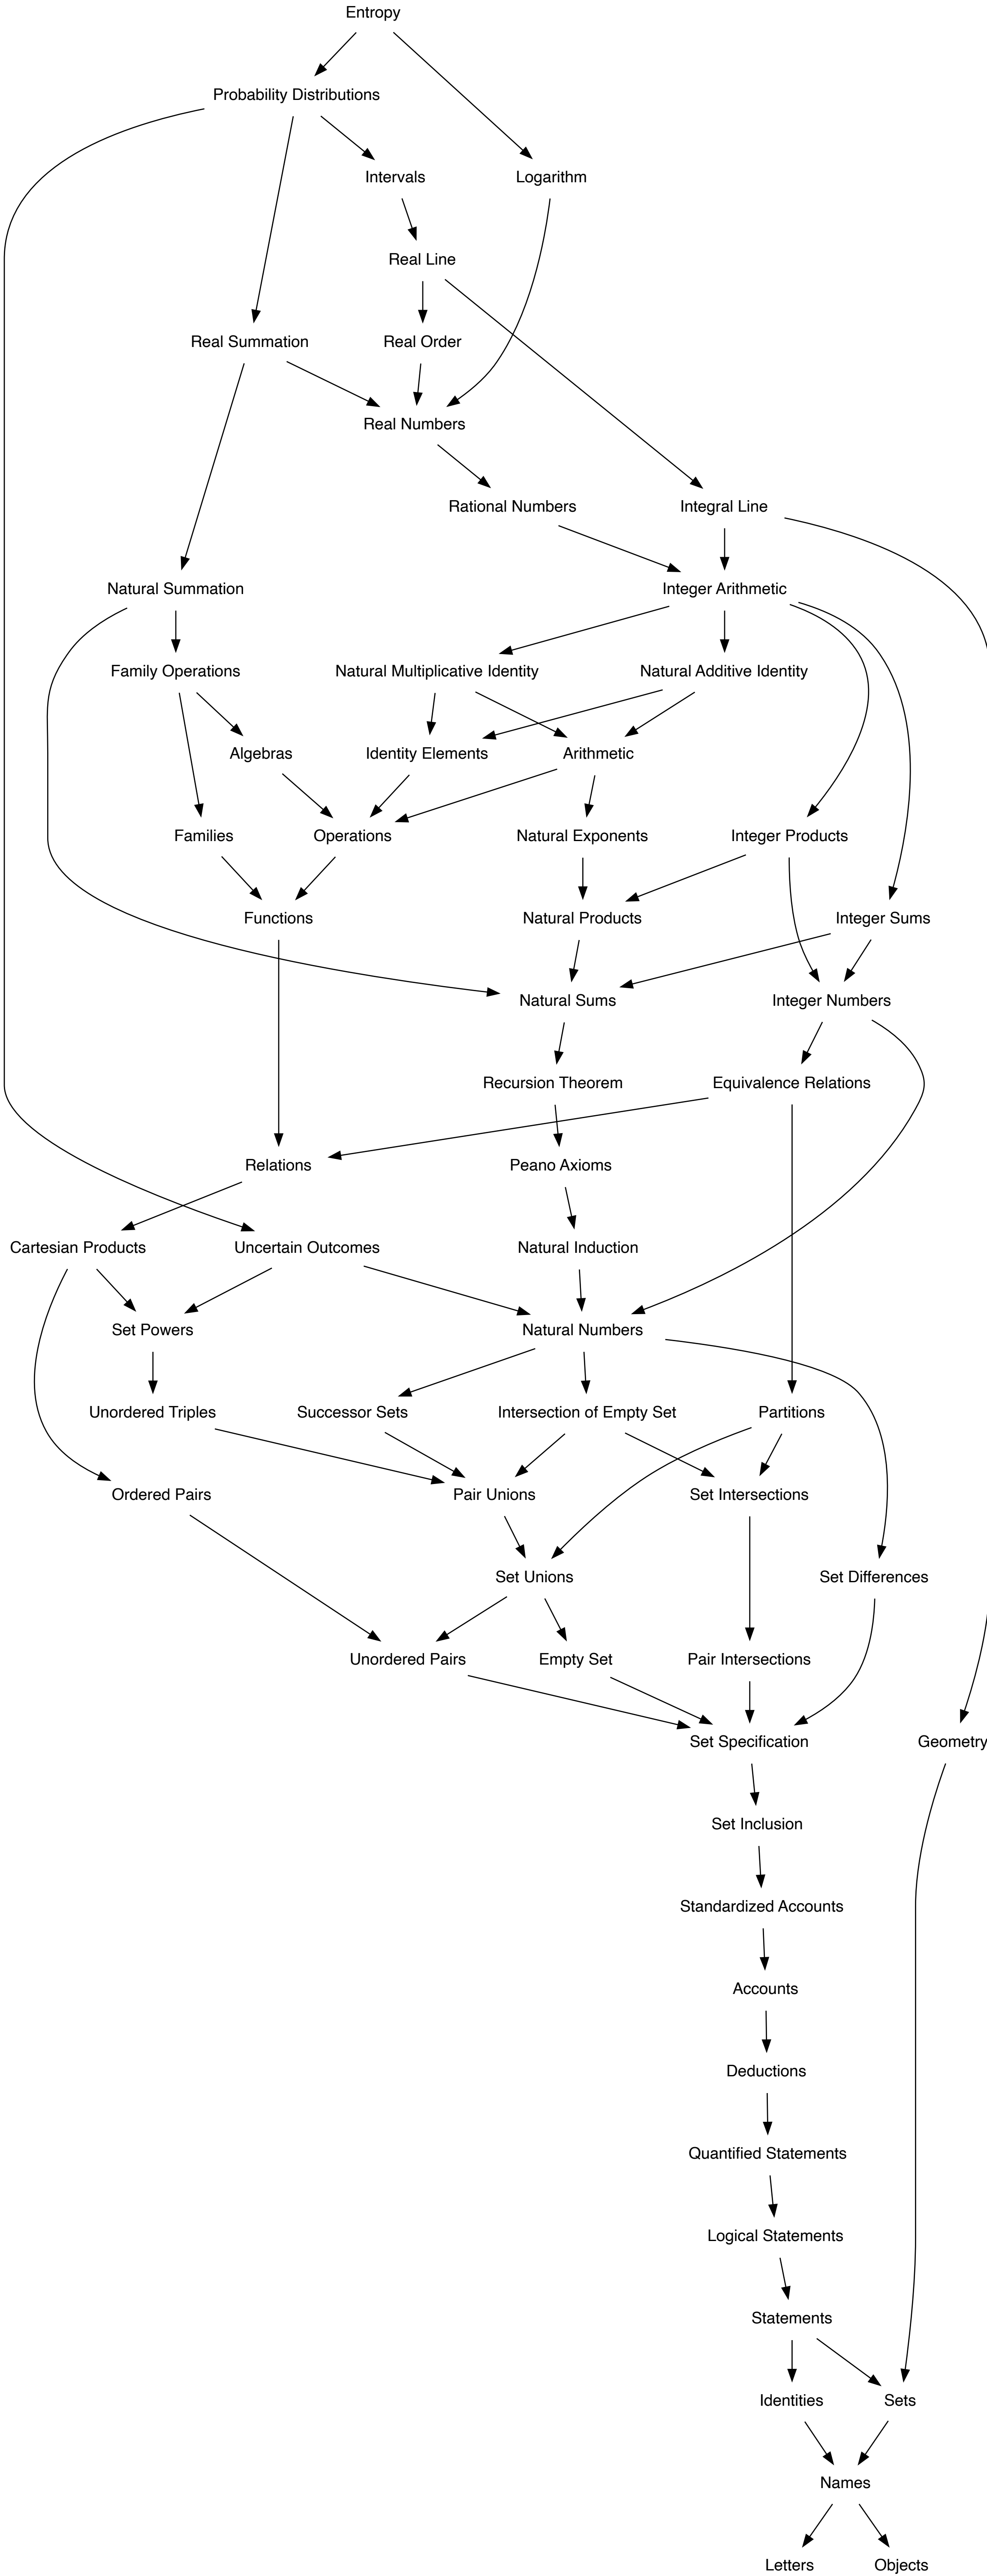 Entropy
Probability Distributions
Intervals
Logarithm
Real Line
Real Summation
Real Order
Real Numbers
Rational Numbers
Integral Line
Natural Summation
Integer Arithmetic
Family Operations
Natural Multiplicative Identity
Natural Additive Identity
Algebras
Identity Elements
Arithmetic
Families
Operations
Natural Exponents
Integer Products
Functions
Natural Products
Integer Sums
Natural Sums
Integer Numbers
Recursion Theorem
Equivalence Relations
Relations
Peano Axioms
Cartesian Products
Uncertain Outcomes
Natural Induction
Set Powers
Natural Numbers
Unordered Triples
Successor Sets
Intersection of Empty Set
Partitions
Ordered Pairs
Pair Unions
Set Intersections
Set Unions
Set Differences
Unordered Pairs
Empty Set
Pair Intersections
Set Specification
Geometry
Set Inclusion
Standardized Accounts
Accounts
Deductions
Quantified Statements
Logical Statements
Statements
Identities
Sets
Names
Letters
Objects